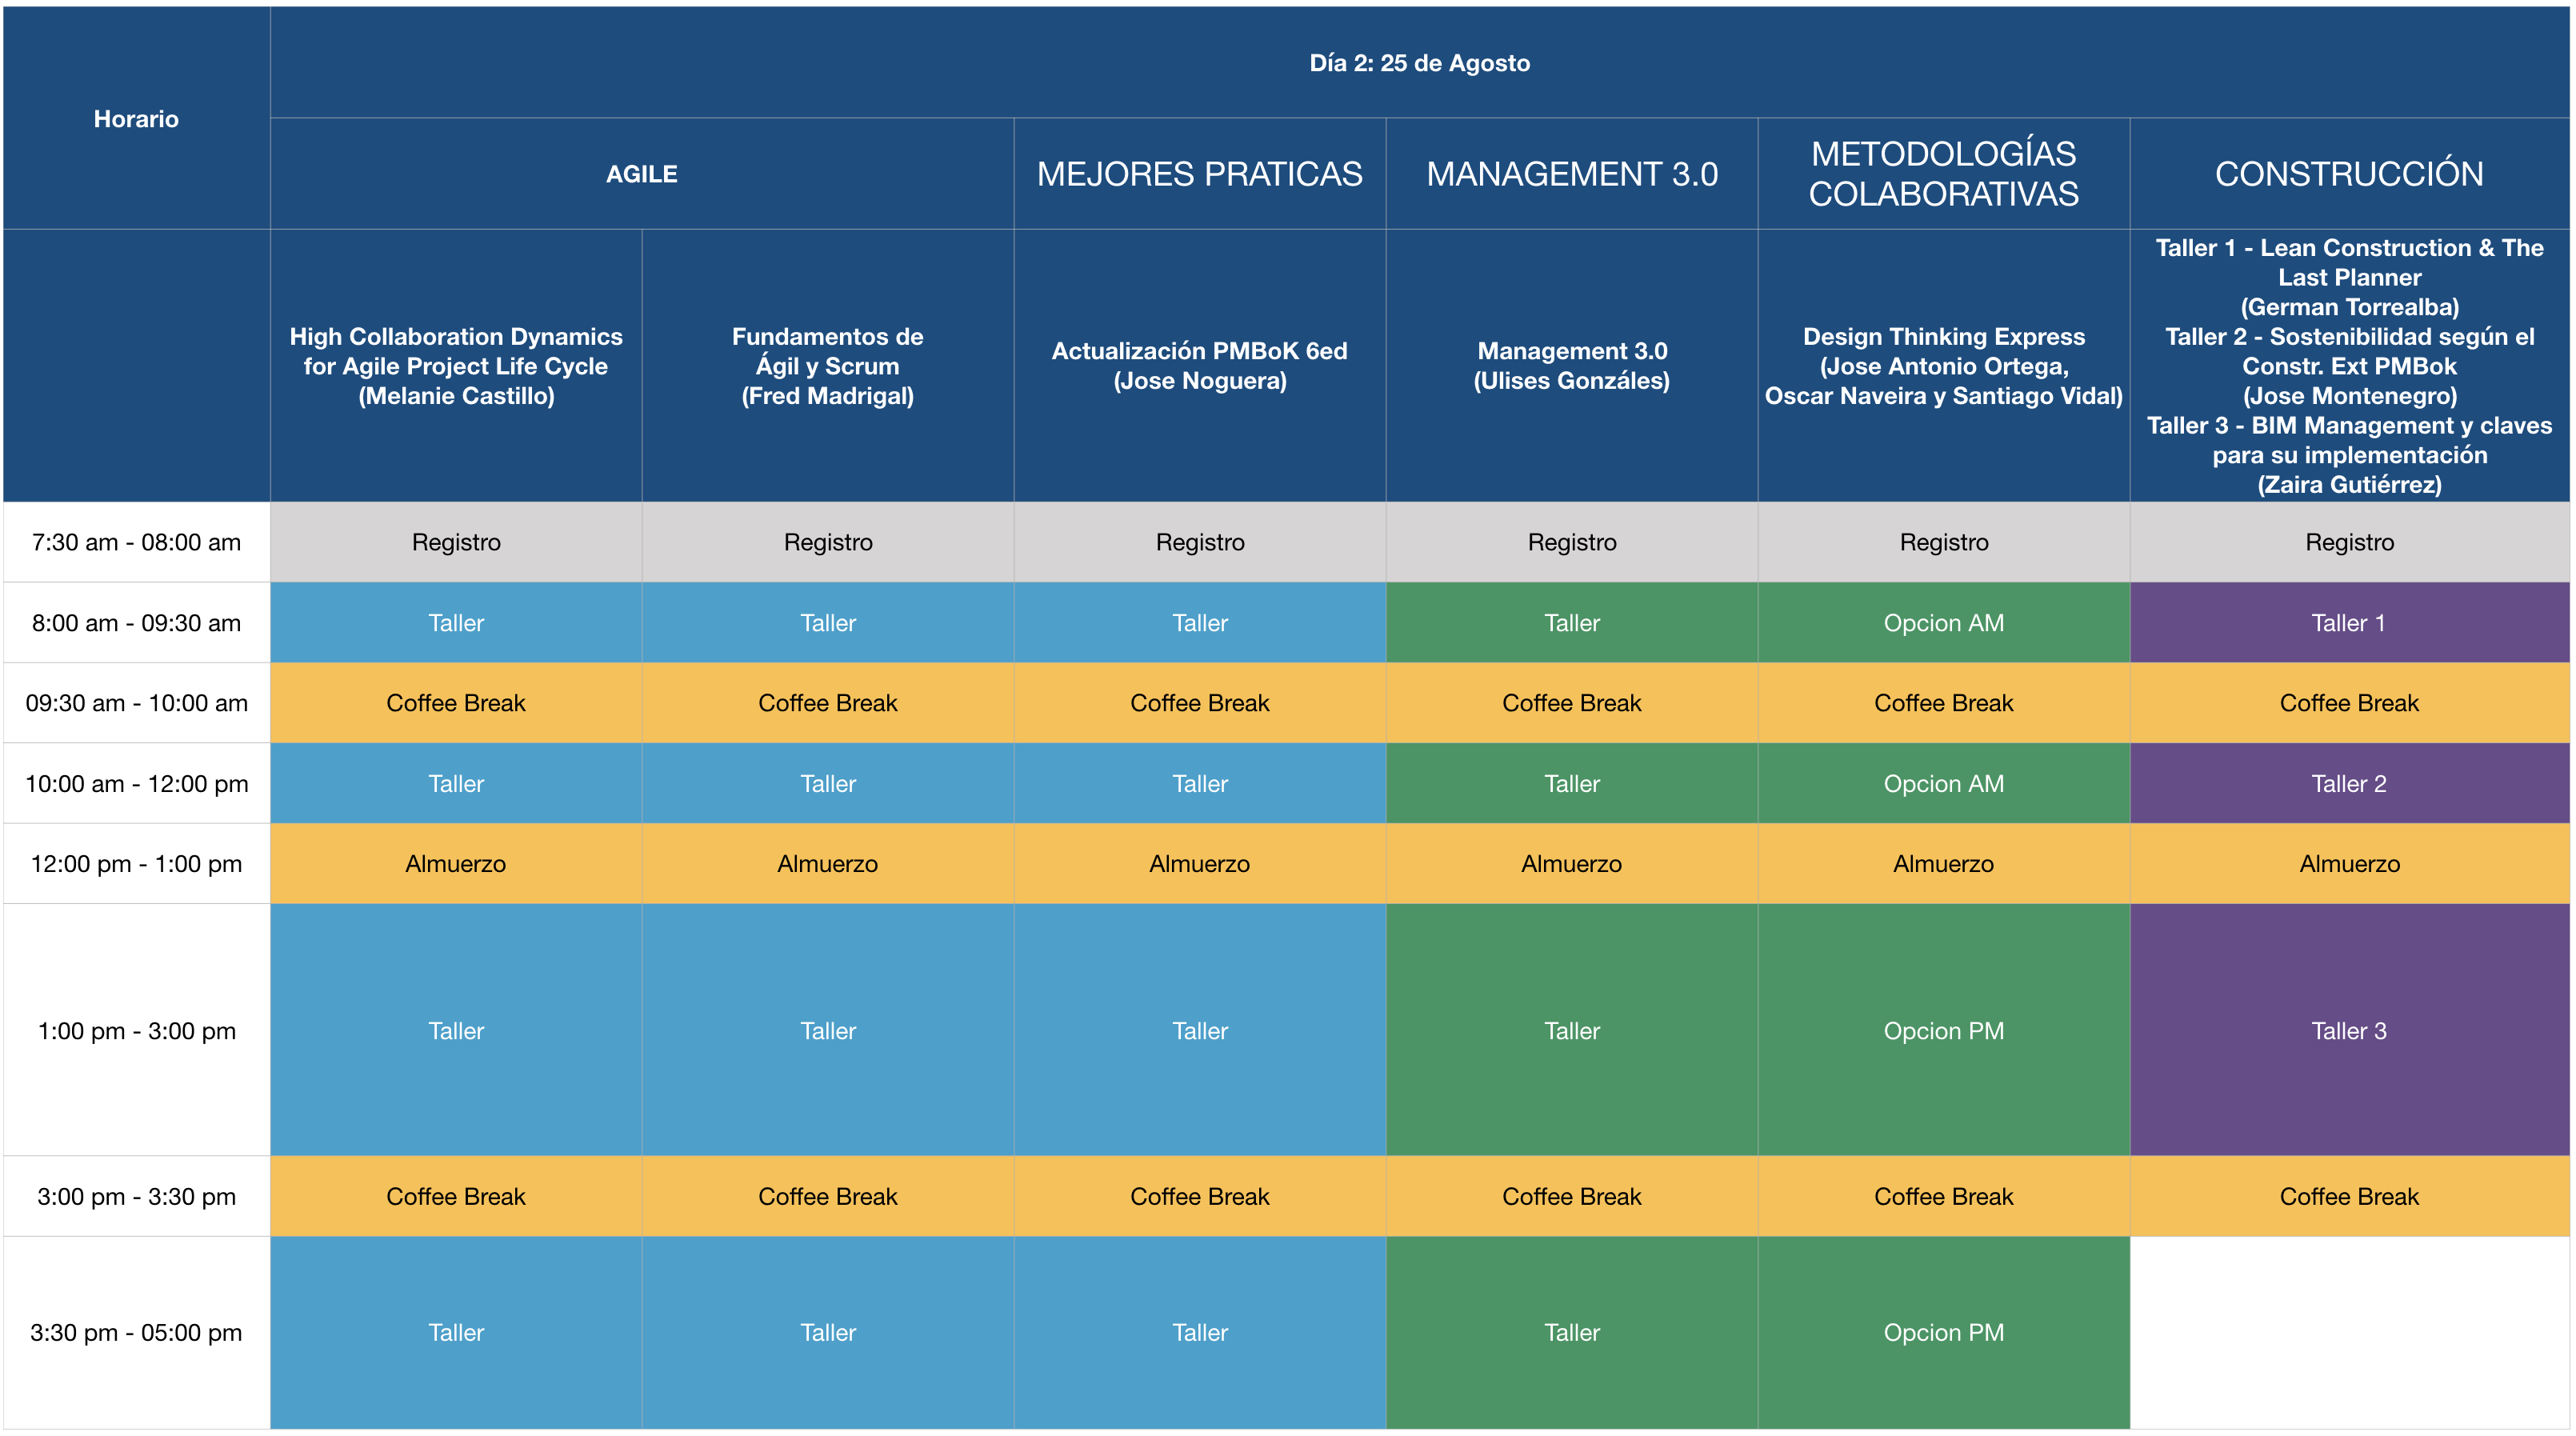 Día 2: 25 de Agosto
Horario
AGILE
MEJORES PRATICAS
MANAGEMENT 3.0
METODOLOGÍAS
COLABORATIVAS
CONSTRUCCIÓN
High Collaboration Dynamics
for Agile Project Life Cycle
(Melanie Castillo)
Fundamentos de
Ágil y Scrum
(Fred Madrigal)
Actualización PMBoK 6ed
(Jose Noguera)
Management 3.0
(Ulises Gonzáles)
Design Thinking Express
(Jose Antonio Ortega,
Oscar Naveira y Santiago Vidal)
Taller 1 - Lean Construction & The
Last Planner
(German Torrealba)
Taller 2 - Sostenibilidad según el
Constr. Ext PMBok
(Jose Montenegro)
Taller 3 - BIM Management y claves
para su implementación
(Zaira Gutiérrez)
7:30 am - 08:00 am Registro Registro Registro Registro Registro Registro
8:00 am - 09:30 am Taller Taller Taller Taller Opcion AM Taller 1
09:30 am - 10:00 am Coffee Break Coffee Break Coffee Break Coffee Break Coffee Break Coffee Break
10:00 am - 12:00 pm Taller Taller Taller Taller Opcion AM Taller 2
12:00 pm - 1:00 pm Almuerzo Almuerzo Almuerzo Almuerzo Almuerzo Almuerzo
1:00 pm - 3:00 pm Taller Taller Taller Taller Opcion PM Taller 3
3:00 pm - 3:30 pm Coffee Break Coffee Break Coffee Break Coffee Break Coffee Break Coffee Break
3:30 pm - 05:00 pm Taller Taller Taller Taller Opcion PM